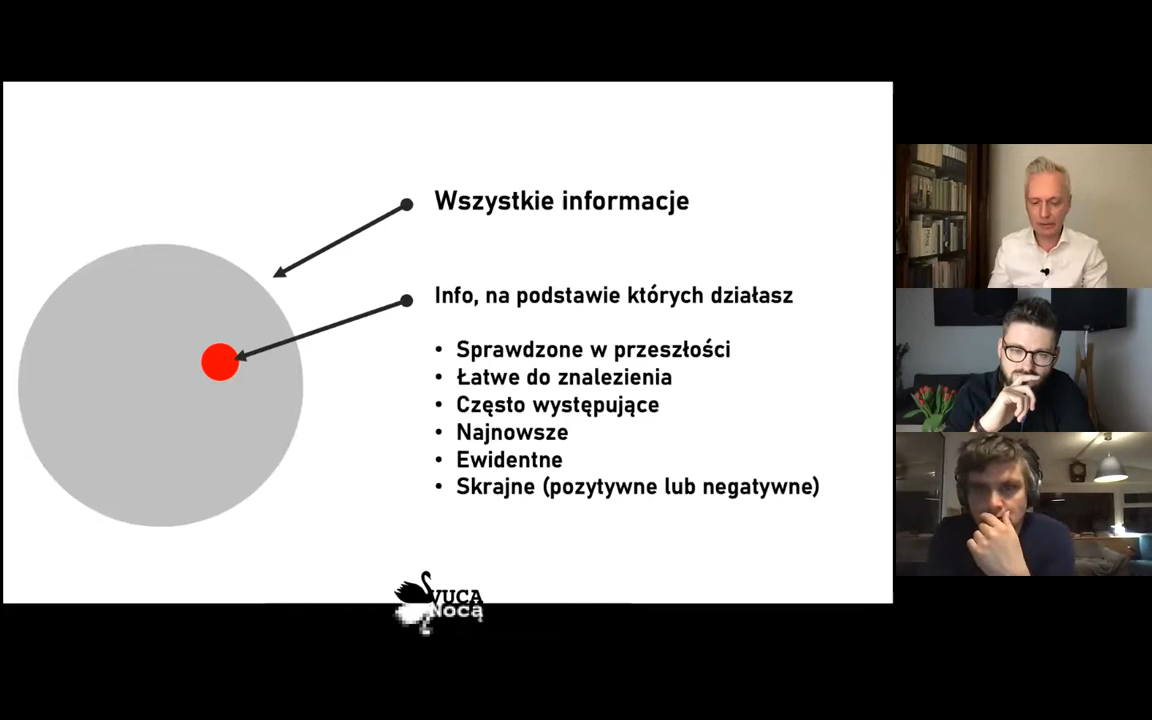 Wszystkie informacje
Info, na podstawie których działasz
• Sprawdzone w przeszłości
• Łatwe do znalezienia
• Często występujące
• Najnowsze
• Ewidentne
• Skrajne (pozytywne lub negatywne)
VUCA
Nocą